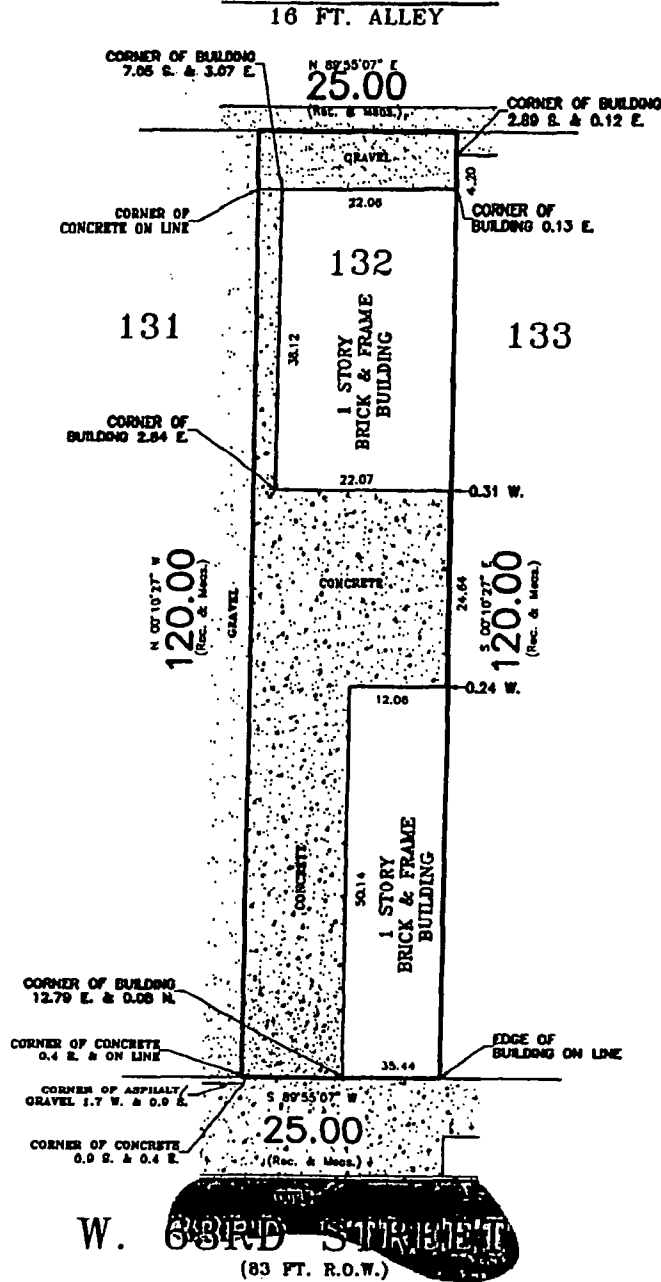 16 FT. ALLEY
CORNER OF BUILDING
7.05 S. & 3.07 E.
N 89°55'07" E
25.00
(Rec. & Meas.)
CORNER OF BUILDING
2.89 S. & 0.12 E.
GRAVEL
4.20
22.06
CORNER OF
CONCRETE ON LINE
CORNER OF
BUILDING 0.13 E.
132
131
133
1 STORY
BRICK & FRAME
BUILDING
38.12
CORNER OF
BUILDING 2.64 E.
22.07
0.31 W.
CONCRETE
N 00°10'27" W
120.00
(Rec. & Meas.)
GRAVEL
24.64
S 00°10'27" E
120.00
(Rec. & Meas.)
0.24 W.
12.06
CONCRETE
50.14
1 STORY
BRICK & FRAME
BUILDING
CORNER OF BUILDING
12.79 E. & 0.08 N.
CORNER OF CONCRETE
0.4 E. & ON LINE
EDGE OF
BUILDING ON LINE
35.44
CORNER OF ASPHALT/
GRAVEL 1.7 W. & 0.9 S.
S 89°55'07" W
25.00
(Rec. & Meas.)
CORNER OF CONCRETE
0.9 S. & 0.4 E.
W. 63RD STREET
(83 FT. R.O.W.)